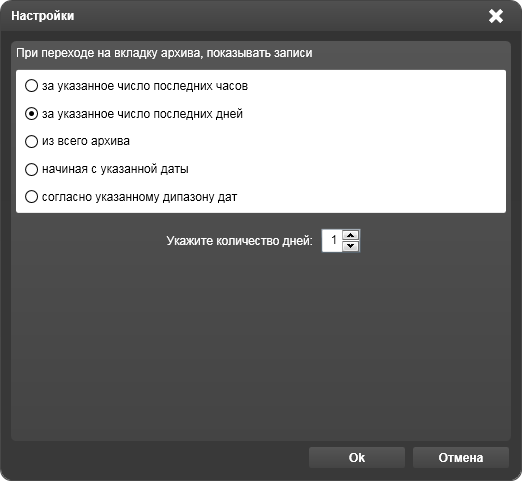 Настройки
При переходе на вкладку архива, показывать записи
за указанное число последних часов
за указанное число последних дней
из всего архива
начиная с указанной даты
согласно указанному дипазону дат
Укажите количество дней: 1
Ok Отмена